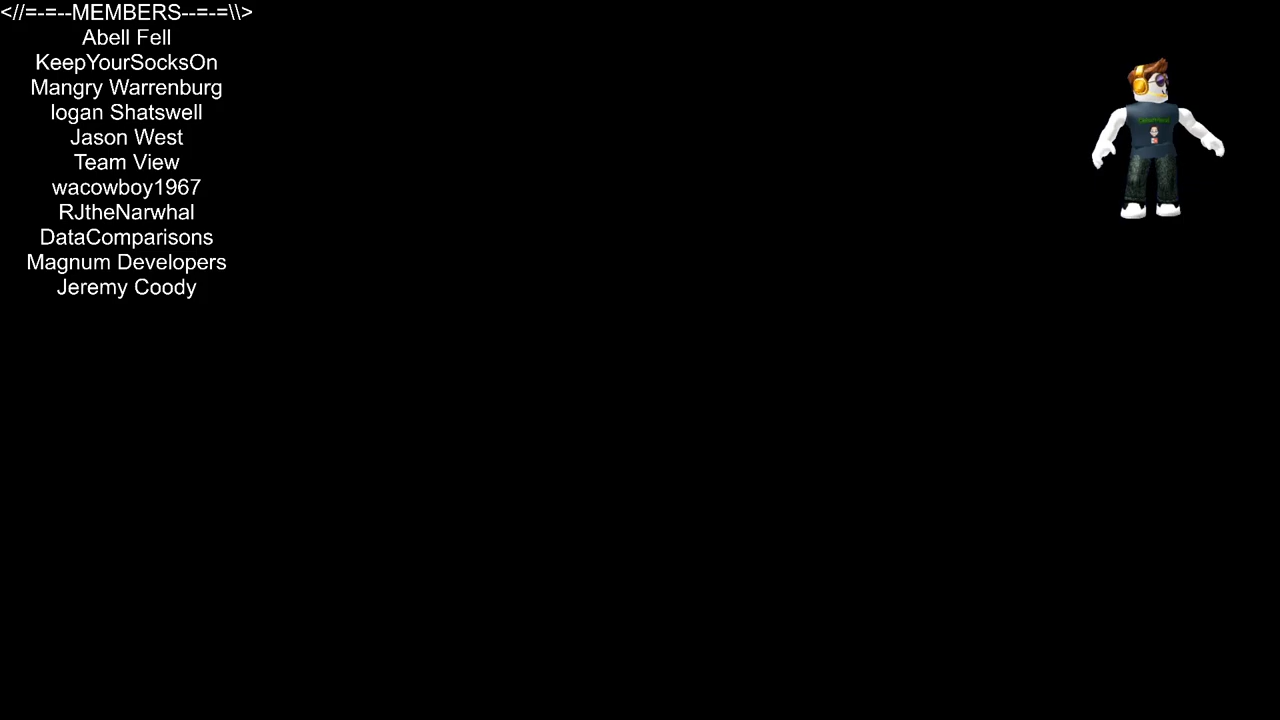 <//=-=--MEMBERS--=-=\\>
Abell Fell
KeepYourSocksOn
Mangry Warrenburg
logan Shatswell
Jason West
Team View
wacowboy1967
RJtheNarwhal
DataComparisons
Magnum Developers
Jeremy Coody